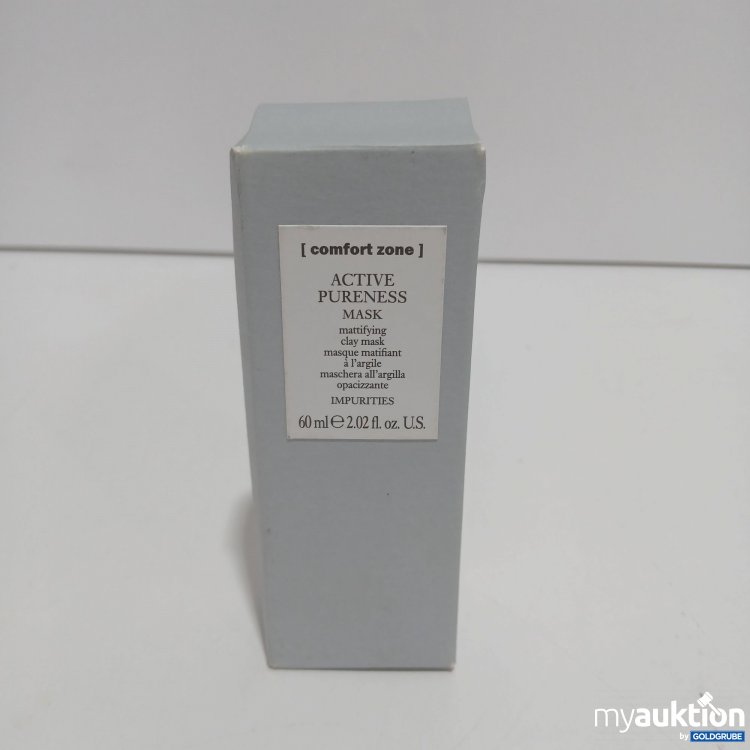 [ comfort zone ]
ACTIVE
PURENESS
MASK
mattifying
clay mask
masque matifiant
à l'argile
maschera all'argilla
opacizzante
IMPURITIES
60 ml ℮ 2.02 fl. oz. U.S.
myauktion
by GOLDGRUBE